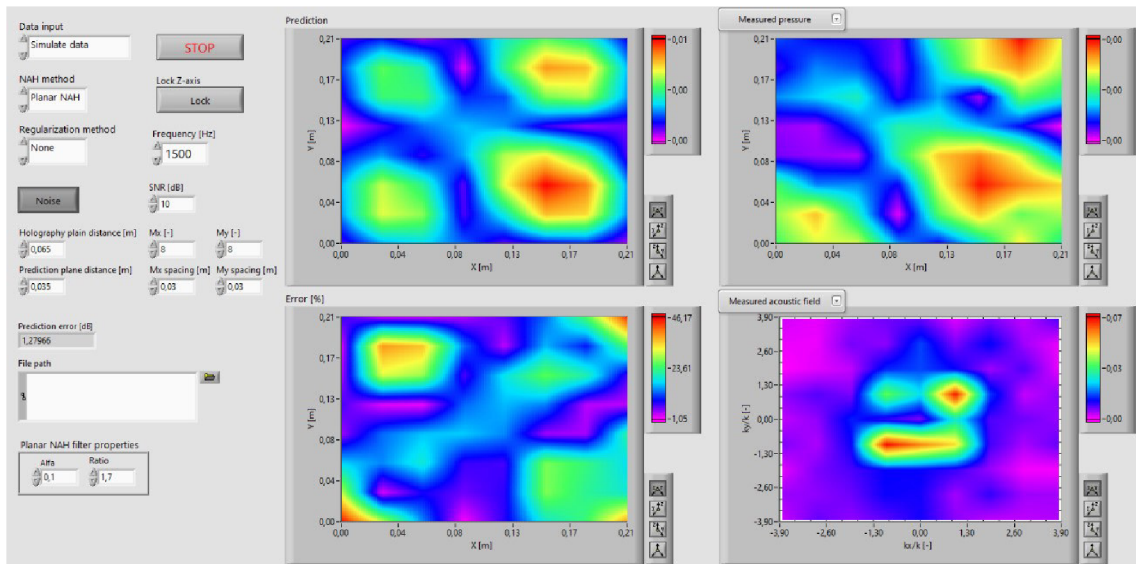 Data input
Simulate data
STOP
NAH method
Planar NAH
Lock Z-axis
Lock
Regularization method
None
Frequency [Hz]
1500
Noise
SNR [dB]
10
Holography plain distance [m]
0,065
Mx [-]
8
My [-]
8
Prediction plane distance [m]
0,035
Mx spacing [m]
0,03
My spacing [m]
0,03
Prediction error [dB]
1,27966
File path
Planar NAH filter properties
Alfa
0,1
Ratio
1,7
Prediction
0,21
0,17
0,13
0,08
0,04
0,00
Y [m]
0,00 0,04 0,08 0,13 0,17 0,21
X [m]
0,01
0,00
0,00
Measured pressure
0,21
0,17
0,13
0,08
0,04
0,00
Y [m]
0,00 0,04 0,08 0,13 0,17 0,21
X [m]
-0,00
-0,00
-0,00
Error [%]
0,21
0,17
0,13
0,08
0,04
0,00
Y [m]
0,00 0,04 0,08 0,13 0,17 0,21
X [m]
46,17
23,61
1,05
Measured acoustic field
3,90
2,60
1,30
0,00
-1,30
-2,60
-3,90
ky/k [-]
-3,90 -2,60 -1,30 0,00 1,30 2,60 3,90
kx/k [-]
0,07
0,03
0,00